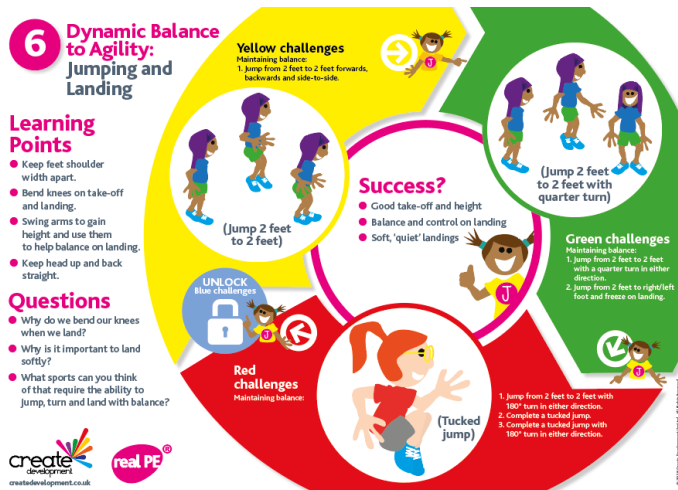 6
Dynamic Balance
to Agility:
Jumping and
Landing
Learning
Points
Keep feet shoulder
width apart.
Bend knees on take-off
and landing.
Swing arms to gain
height and use them
to help balance on landing.
Keep head up and back
straight.
Questions
Why do we bend our knees
when we land?
Why is it important to land
softly?
What sports can you think
of that require the ability to
jump, turn and land with balance?
create
development
createdevelopment.co.uk
real PE®
Yellow challenges
Maintaining balance:
1. Jump from 2 feet to 2 feet forwards,
backwards and side-to-side.
J
(Jump 2 feet
to 2 feet)
(Jump 2 feet
to 2 feet with
quarter turn)
Success?
Good take-off and height
Balance and control on landing
Soft, 'quiet' landings
J
Green challenges
Maintaining balance:
1. Jump from 2 feet to 2 feet
with a quarter turn in either
direction.
2. Jump from 2 feet to right/left
foot and freeze on landing.
J
UNLOCK
Blue challenges
J
Red
challenges
Maintaining balance:
(Tucked
jump)
1. Jump from 2 feet to 2 feet with
180° turn in either direction.
2. Complete a tucked jump.
3. Complete a tucked jump with
180° turn in either direction.